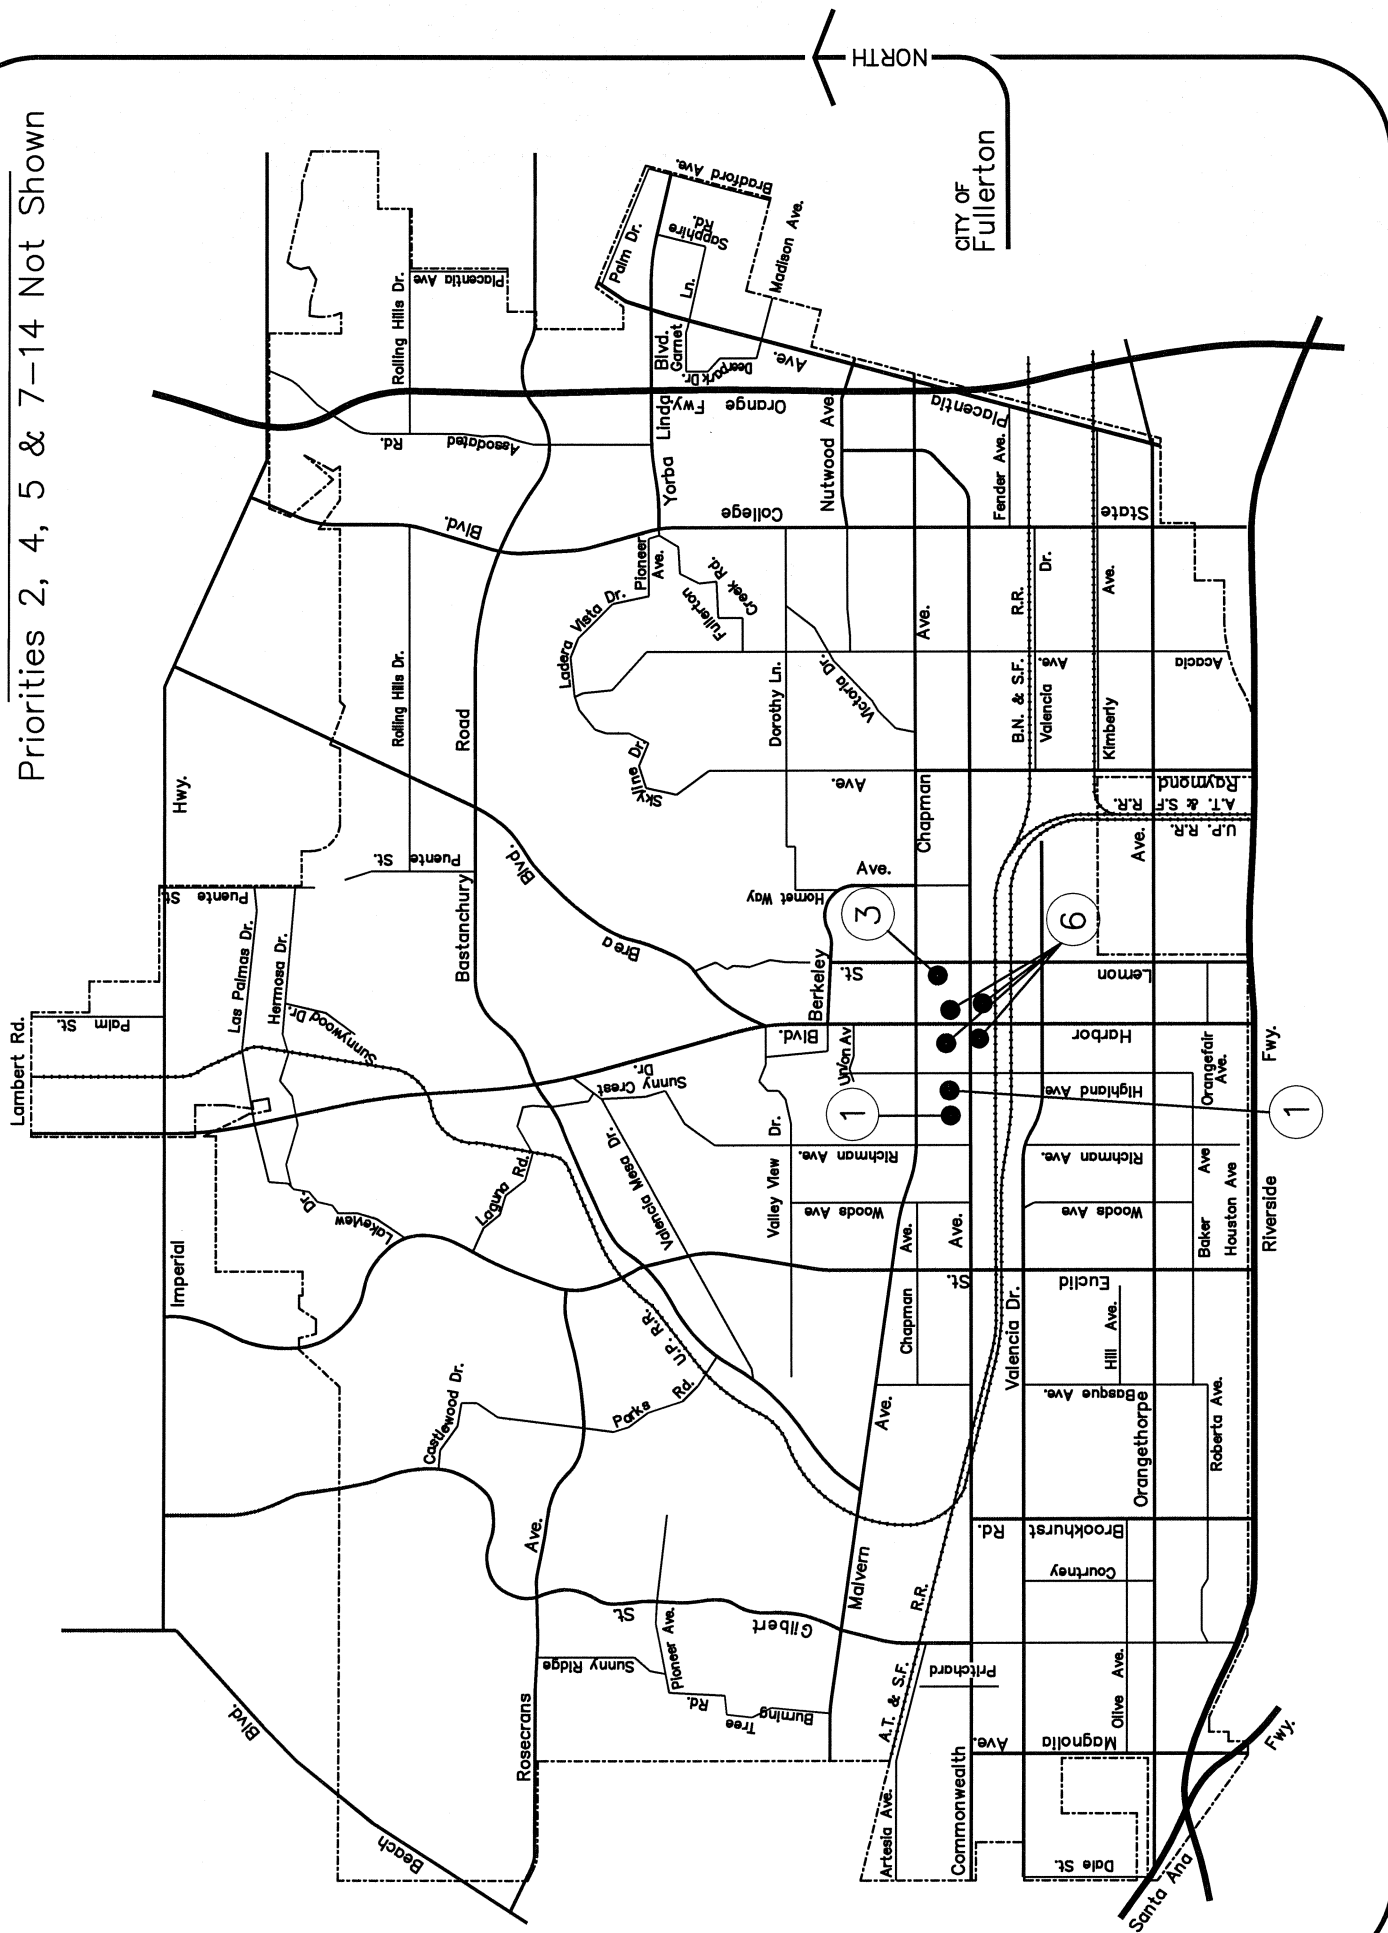 Priorities 2, 4, 5 & 7-14 Not Shown
NORTH
CITY OF
Fullerton
Lambert Rd.
Palm St.
Puente St.
Las Palmas Dr.
Hermosa Dr.
Sunnywood Dr.
Imperial
Hwy.
Lakeview
Dr.
Laguna Rd.
Rolling Hills Dr.
Puente St.
Rolling Hills Dr.
Placentia Ave
Associated
Rd.
Bastanchury
Road
Brea
Blvd.
Blvd.
College
Palm Dr.
Bradford Ave.
Sapphire
Rd.
Garnet
Ln.
Madison Ave.
Deerpark Dr.
Yorba Linda Blvd.
Orange Fwy.
Placentia
Ave.
Nutwood Ave.
Pioneer
Ave.
Ladera Vista Dr.
Fullerton
Creek Rd.
Skyline Dr.
Dorothy Ln.
Victoria Dr.
Acacia
Ave.
Raymond
Ave.
Chapman
Ave.
Hornet Way
Ave.
Berkeley
Lemon
St.
Harbor
Blvd.
Union Av
Highland Ave.
Sunny Crest
Dr.
Valencia Mesa Dr.
Valley View
Dr.
Richman Ave.
Richman Ave.
Woods Ave
Woods Ave
Euclid
St.
U.P. R.R.
Parks
Rd.
Castlewood Dr.
Rosecrans
Ave.
Beach
Blvd.
Sunny Ridge
Pioneer Ave.
Burning
Tree
Rd.
Gilbert
St.
Malvern
Ave.
Chapman
Ave.
Commonwealth
Ave.
Artesia Ave.
A.T. & S.F.
R.R.
Pritchard
Magnolia
Ave.
Dale St.
Olive
Ave.
Courtney
Brookhurst
Rd.
Basque Ave.
Hill Ave.
Roberta Ave.
Valencia Dr.
Orangethorpe
Ave.
Baker
Ave
Houston Ave
Orangefair
Ave.
Riverside
Fwy.
Santa Ana
Fwy.
B.N. & S.F.
R.R.
Valencia
Dr.
Kimberly
Ave.
Fender Ave.
State
A.T. & S.F. R.R.
U.P. R.R.
1
1
3
6